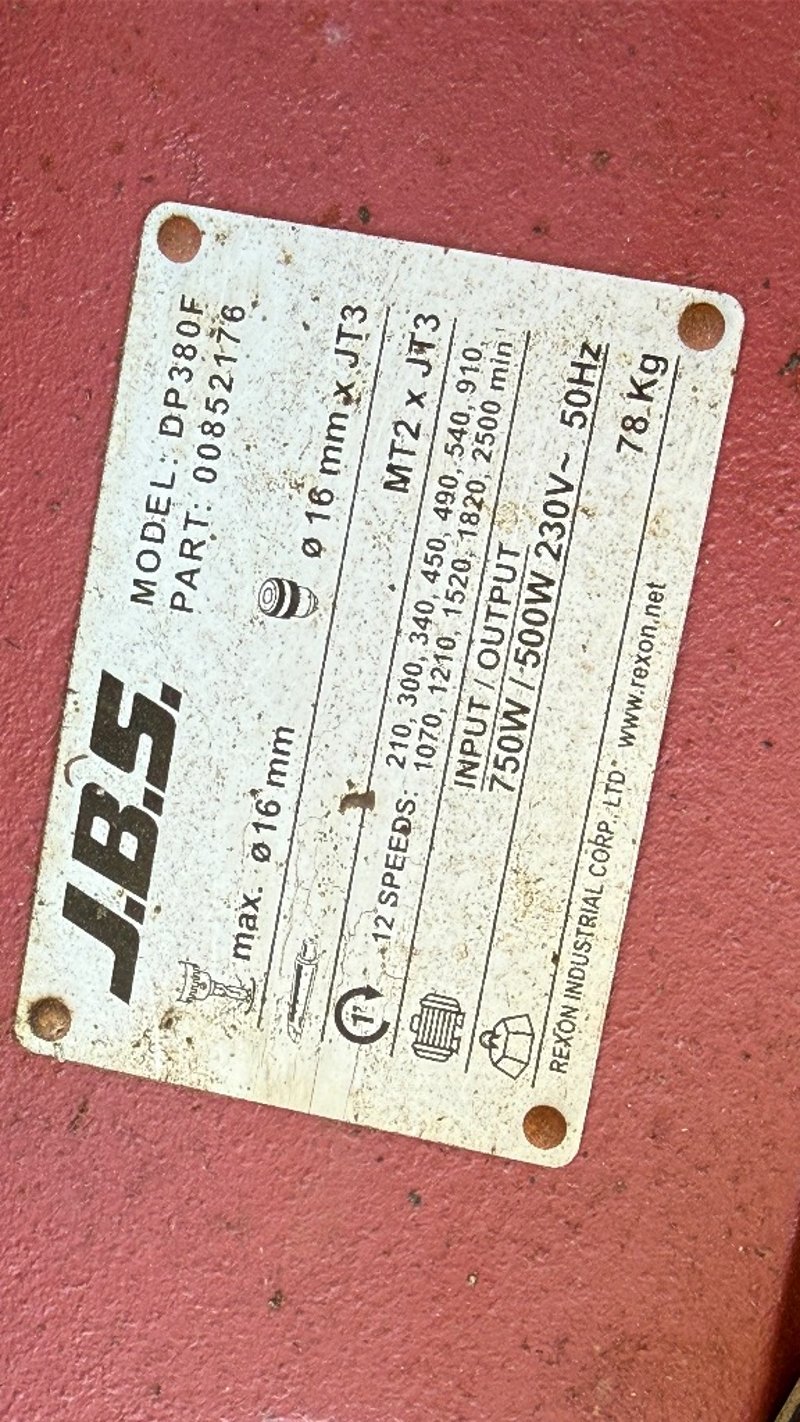 J.B.S.
MODEL: DP380F
PART: 00852176
max. ø16 mm
ø 16 mm x JT3
MT2 x JT3
12 SPEEDS: 210, 300, 340, 450, 490, 540, 910,
1070, 1210, 1520, 1820, 2500 min⁻¹
INPUT / OUTPUT
750W / 500W 230V~ 50Hz
78 Kg
REXON INDUSTRIAL CORP., LTD. www.rexon.net